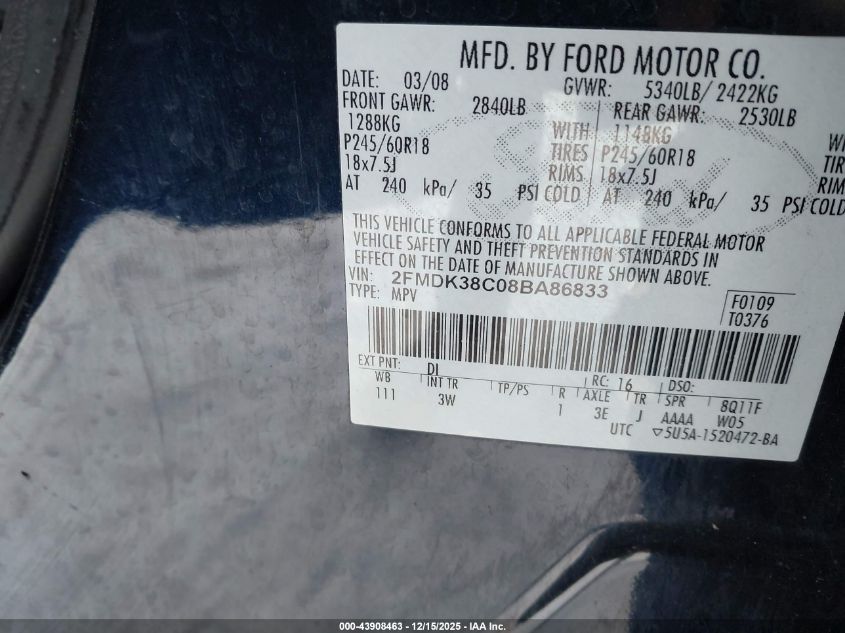 MFD. BY FORD MOTOR CO.
DATE: 03/08 GVWR: 5340LB/ 2422KG
FRONT GAWR: 2840LB REAR GAWR: 2530LB
1288KG WITH 1148KG
P245/60R18 TIRES P245/60R18 TIR
18x7.5J RIMS 18x7.5J RIM
AT 240 kPa/ 35 PSI COLD AT 240 kPa/ 35 PSI COLD
THIS VEHICLE CONFORMS TO ALL APPLICABLE FEDERAL MOTOR
VEHICLE SAFETY AND THEFT PREVENTION STANDARDS IN
EFFECT ON THE DATE OF MANUFACTURE SHOWN ABOVE.
VIN: 2FMDK38C08BA86833
TYPE: MPV
F0109
T0376
EXT PNT: DI RC: 16 DSO:
WB INT TR TP/PS R AXLE TR SPR 8Q11F
111 3W 1 3E J AAAA W05
UTC ▽5U5A-1520472-BA
000-43908463 - 12/15/2025 - IAA Inc.